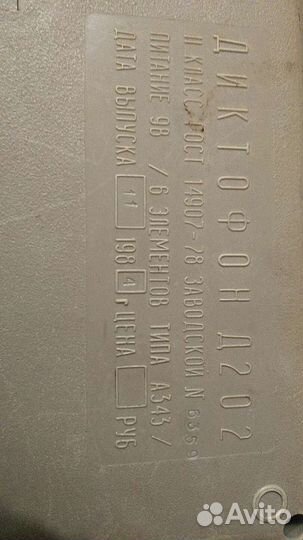 ДИКТОФОН Д202
II КЛАСС ГОСТ 14907-78 ЗАВОДСКОЙ N 6359
ПИТАНИЕ 9В /6 ЭЛЕМЕНТОВ ТИПА А343/
ДАТА ВЫПУСКА 11 1984 г ЦЕНА РУБ
Avito